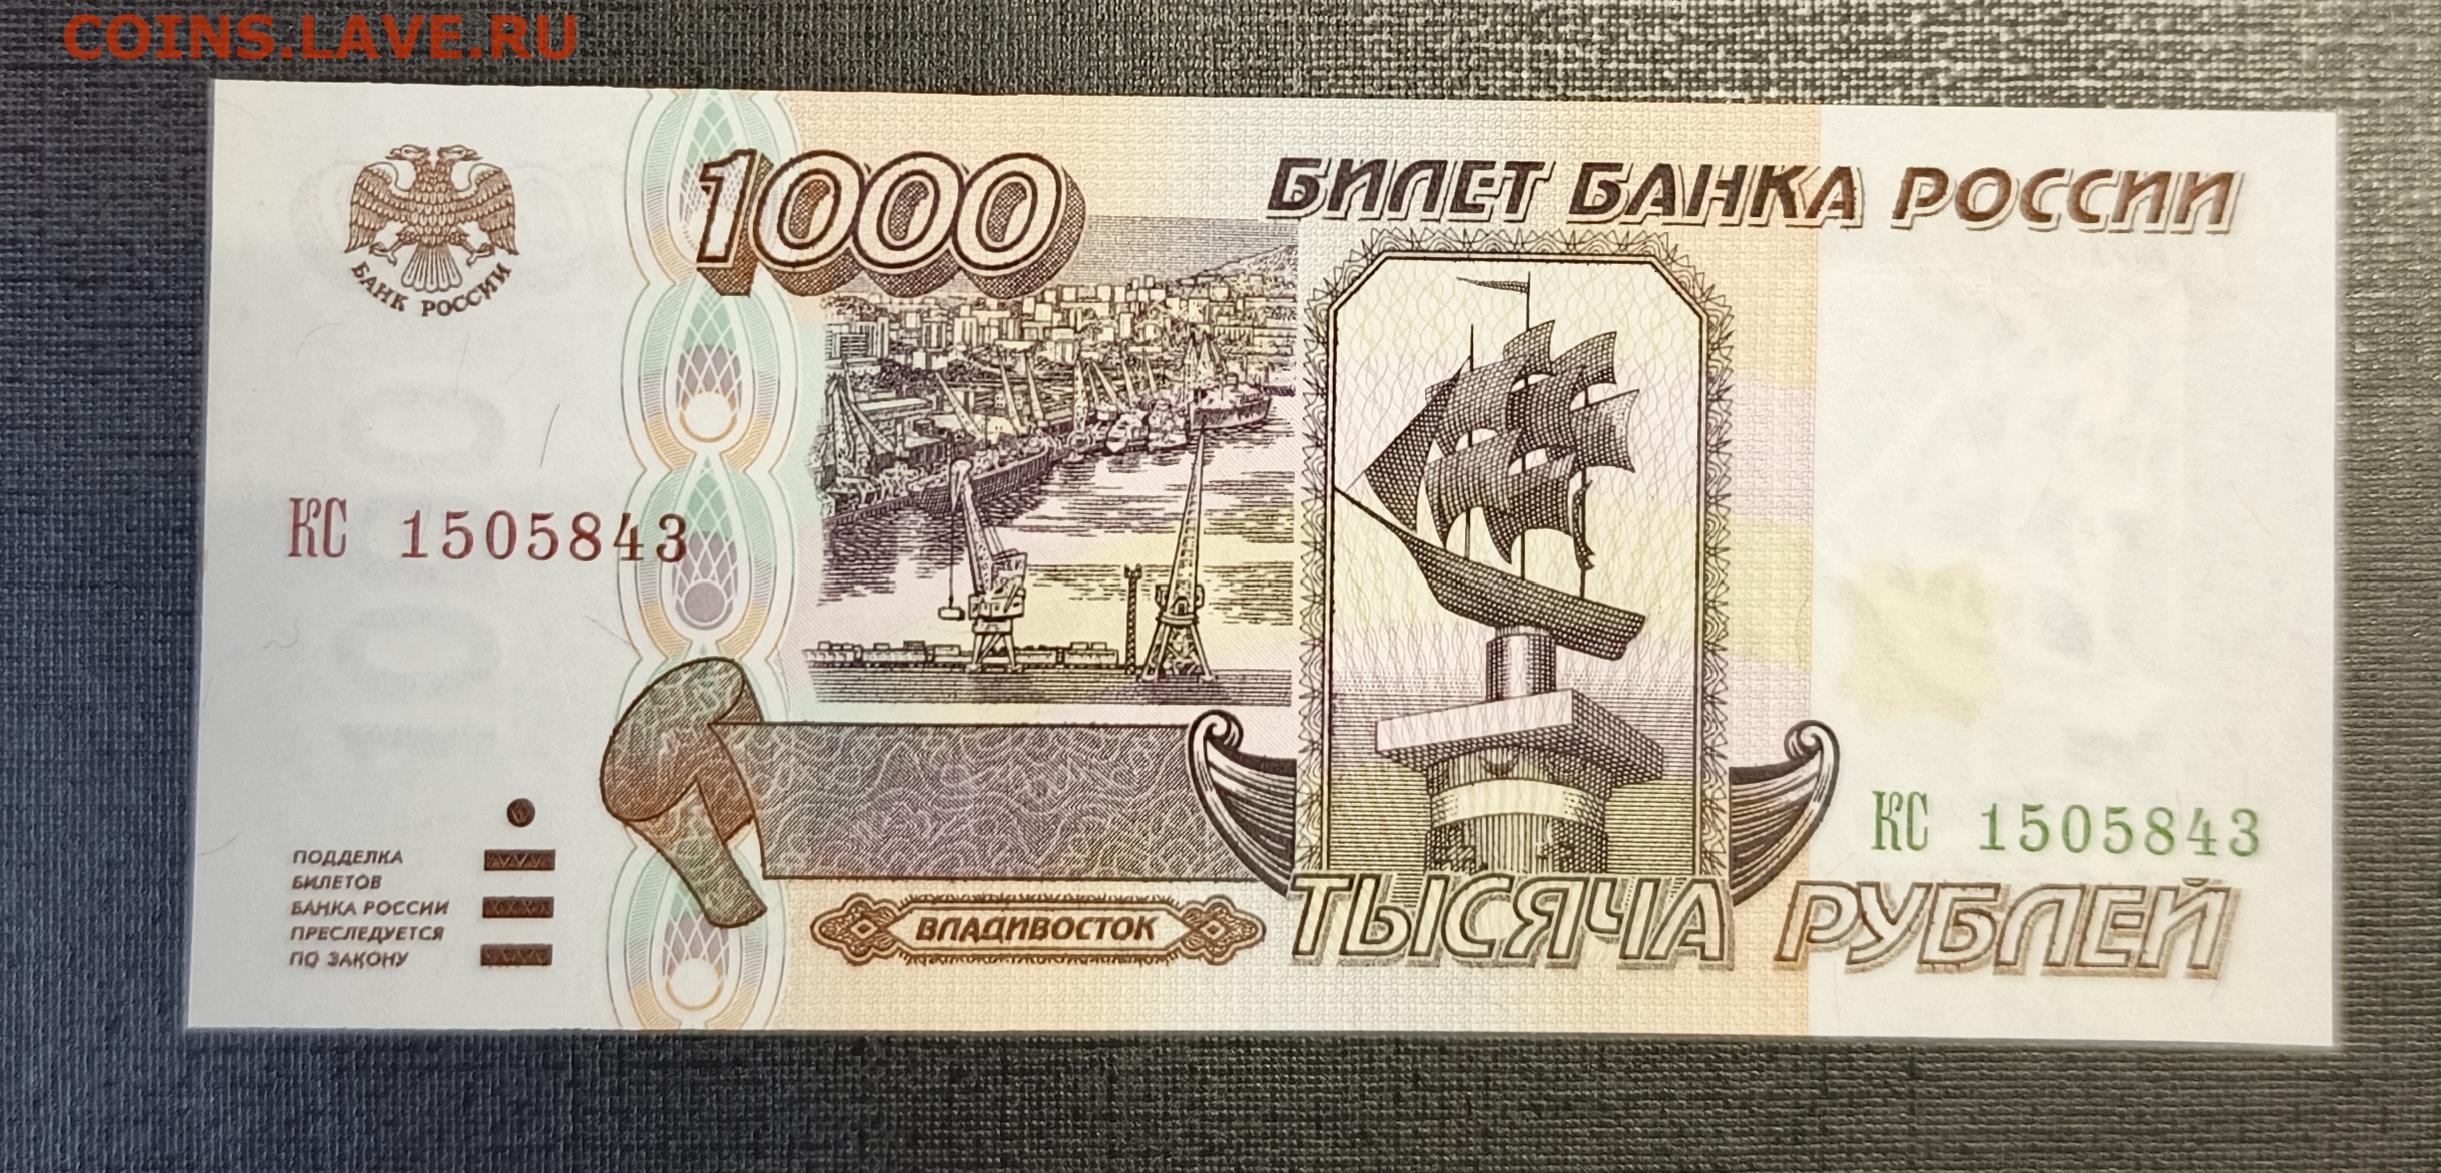 COINS.LAVE.RU
1000
БИЛЕТ БАНКА РОССИИ
БАНК РОССИИ
КС 1505843
КС 1505843
ПОДДЕЛКА
БИЛЕТОВ
БАНКА РОССИИ
ПРЕСЛЕДУЕТСЯ
ПО ЗАКОНУ
ВЛАДИВОСТОК
ТЫСЯЧА РУБЛЕЙ